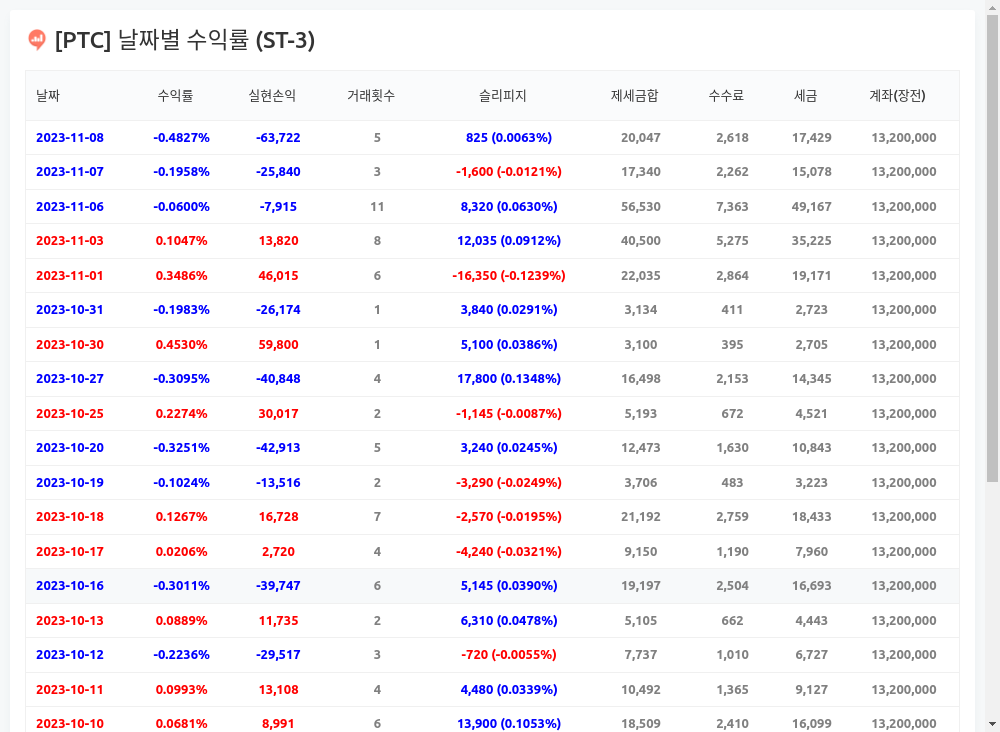 [PTC] 날짜별 수익률 (ST-3)
날짜 수익률 실현손익 거래횟수 슬리피지 제세금합 수수료 세금 계좌(장전)
2023-11-08 -0.4827% -63,722 5 825 (0.0063%) 20,047 2,618 17,429 13,200,000
2023-11-07 -0.1958% -25,840 3 -1,600 (-0.0121%) 17,340 2,262 15,078 13,200,000
2023-11-06 -0.0600% -7,915 11 8,320 (0.0630%) 56,530 7,363 49,167 13,200,000
2023-11-03 0.1047% 13,820 8 12,035 (0.0912%) 40,500 5,275 35,225 13,200,000
2023-11-01 0.3486% 46,015 6 -16,350 (-0.1239%) 22,035 2,864 19,171 13,200,000
2023-10-31 -0.1983% -26,174 1 3,840 (0.0291%) 3,134 411 2,723 13,200,000
2023-10-30 0.4530% 59,800 1 5,100 (0.0386%) 3,100 395 2,705 13,200,000
2023-10-27 -0.3095% -40,848 4 17,800 (0.1348%) 16,498 2,153 14,345 13,200,000
2023-10-25 0.2274% 30,017 2 -1,145 (-0.0087%) 5,193 672 4,521 13,200,000
2023-10-20 -0.3251% -42,913 5 3,240 (0.0245%) 12,473 1,630 10,843 13,200,000
2023-10-19 -0.1024% -13,516 2 -3,290 (-0.0249%) 3,706 483 3,223 13,200,000
2023-10-18 0.1267% 16,728 7 -2,570 (-0.0195%) 21,192 2,759 18,433 13,200,000
2023-10-17 0.0206% 2,720 4 -4,240 (-0.0321%) 9,150 1,190 7,960 13,200,000
2023-10-16 -0.3011% -39,747 6 5,145 (0.0390%) 19,197 2,504 16,693 13,200,000
2023-10-13 0.0889% 11,735 2 6,310 (0.0478%) 5,105 662 4,443 13,200,000
2023-10-12 -0.2236% -29,517 3 -720 (-0.0055%) 7,737 1,010 6,727 13,200,000
2023-10-11 0.0993% 13,108 4 4,480 (0.0339%) 10,492 1,365 9,127 13,200,000
2023-10-10 0.0681% 8,991 6 13,900 (0.1053%) 18,509 2,410 16,099 13,200,000